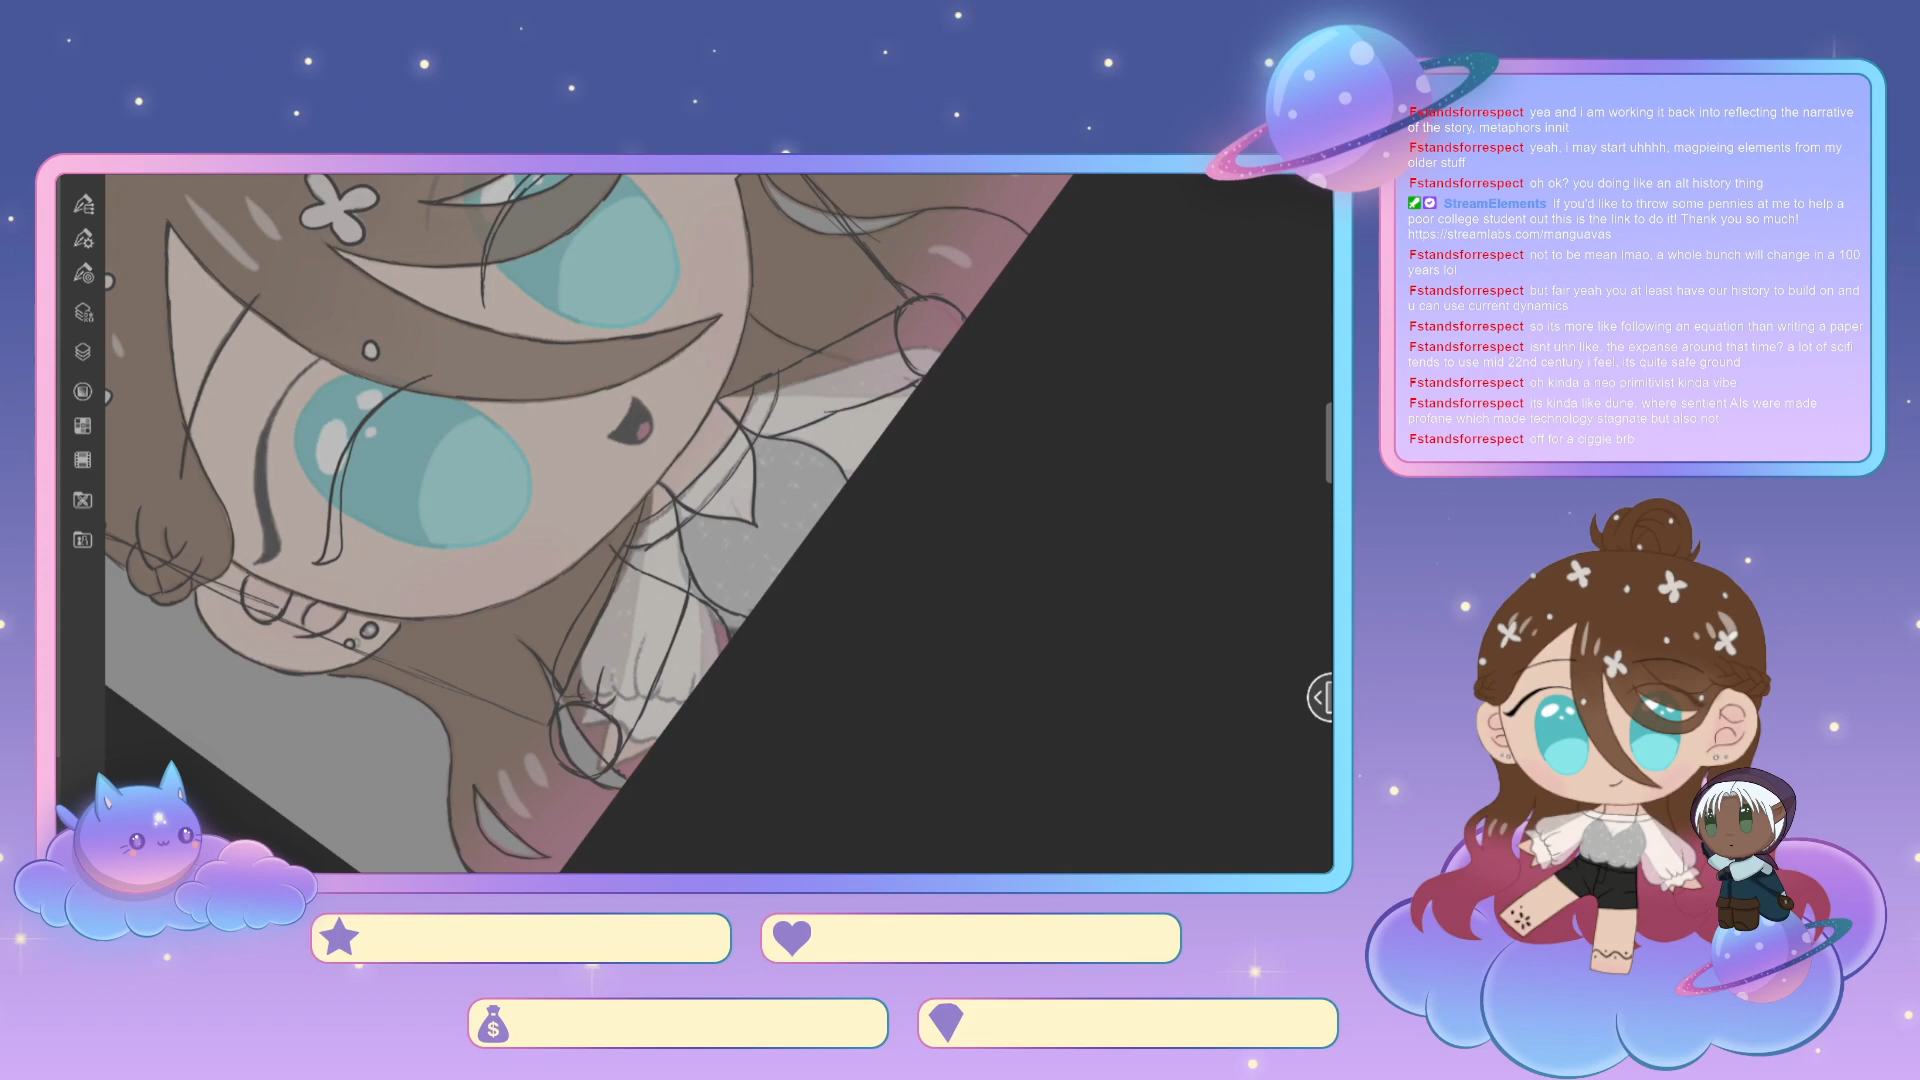 Fstandsforrespect yea and i am working it back into reflecting the narrative
of the story, metaphors innit
Fstandsforrespect yeah, i may start uhhhh, magpieing elements from my
older stuff
Fstandsforrespect oh ok? you doing like an alt history thing
StreamElements If you'd like to throw some pennies at me to help a
poor college student out this is the link to do it! Thank you so much!
https://streamlabs.com/manguavas
Fstandsforrespect not to be mean lmao, a whole bunch will change in a 100
years lol
Fstandsforrespect but fair yeah you at least have our history to build on and
u can use current dynamics
Fstandsforrespect so its more like following an equation than writing a paper
Fstandsforrespect isnt uhh like, the expanse around that time? a lot of scifi
tends to use mid 22nd century i feel, its quite safe ground
Fstandsforrespect oh kinda a neo primitivist kinda vibe
Fstandsforrespect its kinda like dune, where sentient AIs were made
profane which made technology stagnate but also not
Fstandsforrespect off for a ciggie brb
$